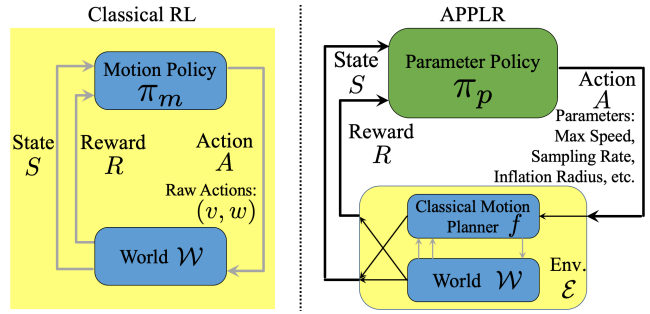 Classical RL
Motion Policy
π_m
State
S
Reward
R
Action
A
Raw Actions:
(v, w)
World 𝒲
APPLR
Parameter Policy
π_p
State
S
Reward
R
Action
A
Parameters:
Max Speed,
Sampling Rate,
Inflation Radius, etc.
Classical Motion
Planner f
World 𝒲
Env.
ℰ